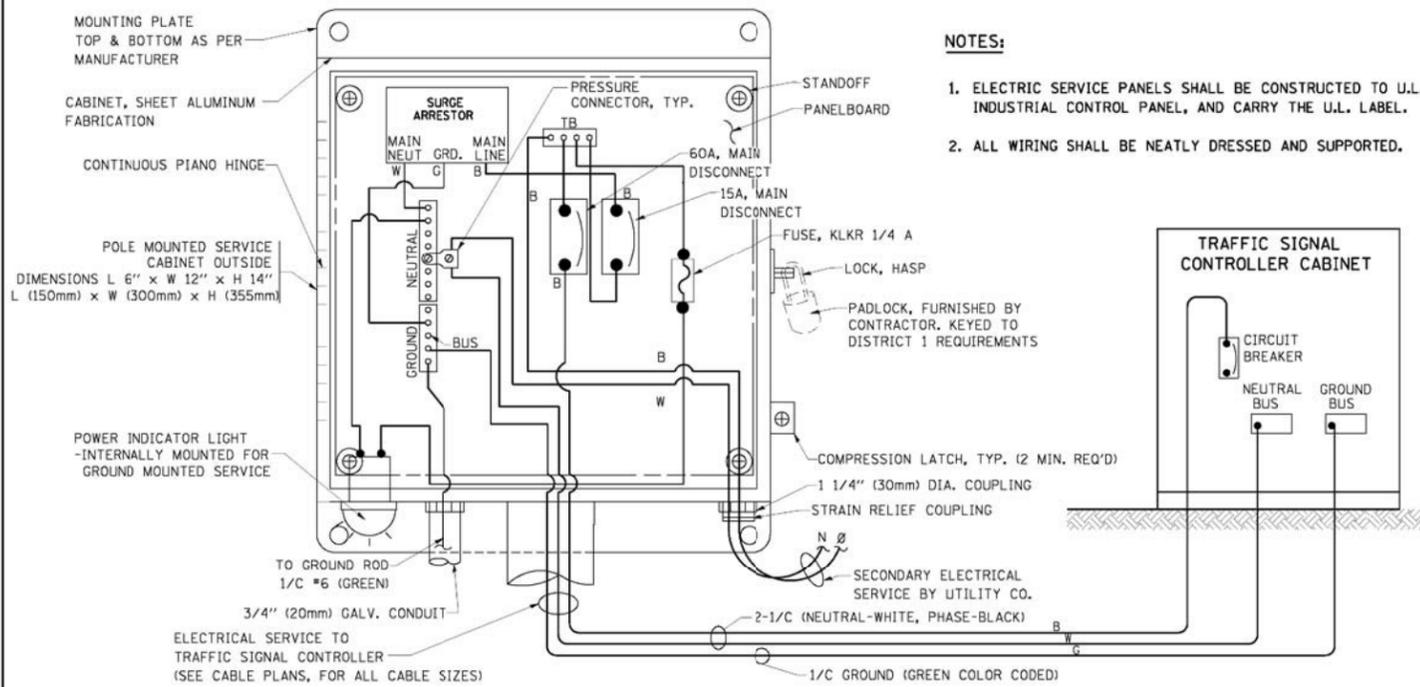 MOUNTING PLATE
TOP & BOTTOM AS PER
MANUFACTURER
CABINET, SHEET ALUMINUM
FABRICATION
CONTINUOUS PIANO HINGE
POLE MOUNTED SERVICE
CABINET OUTSIDE
DIMENSIONS L 6" x W 12" x H 14"
L (150mm) x W (300mm) x H (355mm)
POWER INDICATOR LIGHT
-INTERNALLY MOUNTED FOR
GROUND MOUNTED SERVICE
TO GROUND ROD
1/C #6 (GREEN)
3/4" (20mm) GALV. CONDUIT
ELECTRICAL SERVICE TO
TRAFFIC SIGNAL CONTROLLER
(SEE CABLE PLANS, FOR ALL CABLE SIZES)
SURGE
ARRESTOR
MAIN
NEUT
GRD.
MAIN
LINE
W
G
B
NEUTRAL
GROUND
BUS
PRESSURE
CONNECTOR, TYP.
TB
B
B
B
60A, MAIN
DISCONNECT
15A, MAIN
DISCONNECT
FUSE, KLKR 1/4 A
B
W
STANDOFF
PANELBOARD
LOCK, HASP
PADLOCK, FURNISHED BY
CONTRACTOR. KEYED TO
DISTRICT 1 REQUIREMENTS
COMPRESSION LATCH, TYP. (2 MIN. REQ'D)
1 1/4" (30mm) DIA. COUPLING
STRAIN RELIEF COUPLING
N Ø
SECONDARY ELECTRICAL
SERVICE BY UTILITY CO.
2-1/C (NEUTRAL-WHITE, PHASE-BLACK)
B
W
G
1/C GROUND (GREEN COLOR CODED)
NOTES:
1. ELECTRIC SERVICE PANELS SHALL BE CONSTRUCTED TO U.L
INDUSTRIAL CONTROL PANEL, AND CARRY THE U.L. LABEL.
2. ALL WIRING SHALL BE NEATLY DRESSED AND SUPPORTED.
TRAFFIC SIGNAL
CONTROLLER CABINET
CIRCUIT
BREAKER
NEUTRAL
BUS
GROUND
BUS